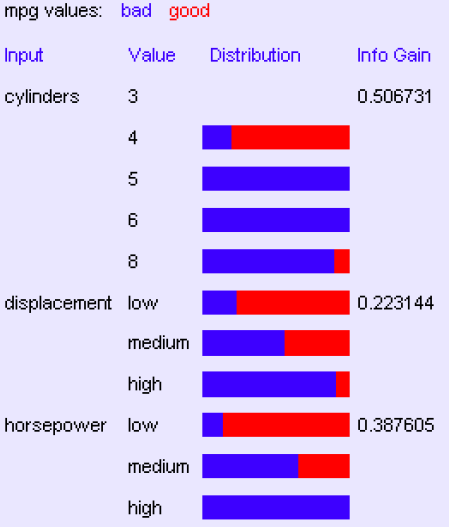 mpg values: bad good
Input Value Distribution Info Gain
cylinders 3 0.506731
4
5
6
8
displacement low 0.223144
medium
high
horsepower low 0.387605
medium
high